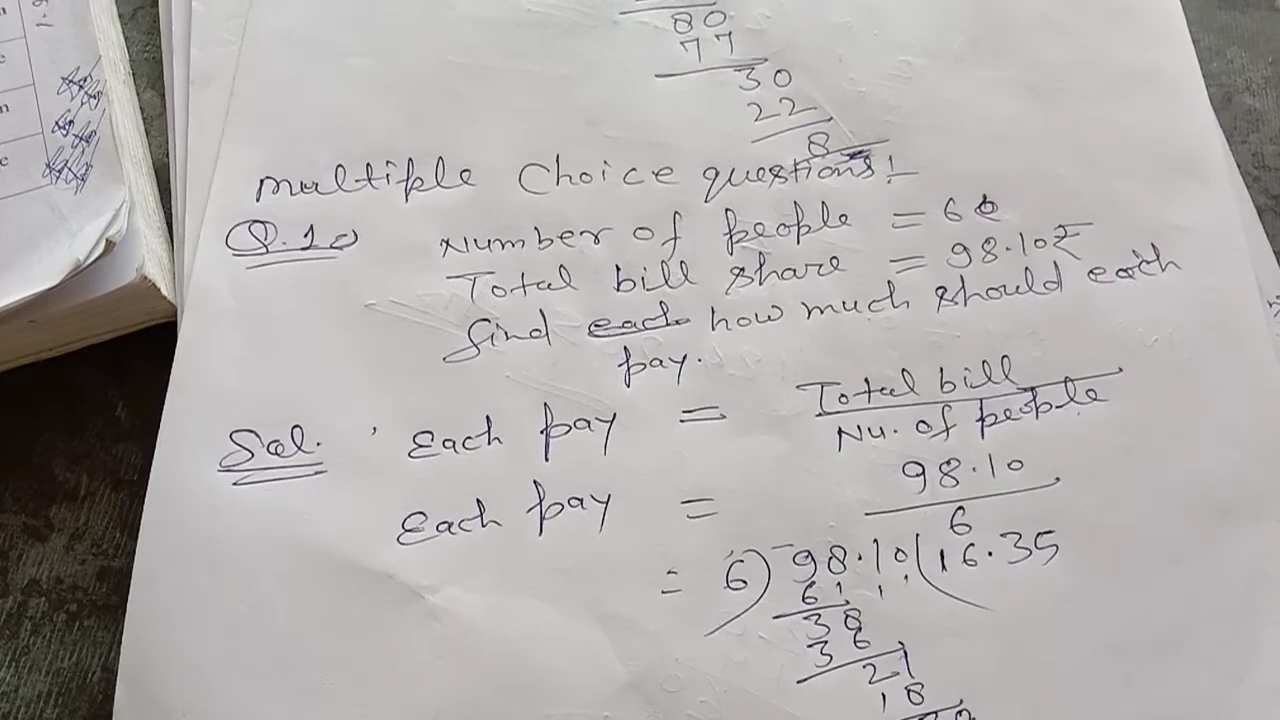 80
77
30
22
8
Multiple Choice questions!-
Q.10 Number of people = 6
Total bill share = 98.10₹
find each how much should each
pay.
Sol. Each pay = Total bill
Nu. of people
Each pay = 98.10
6
= 6)98.10(16.35
6
38
36
21
18